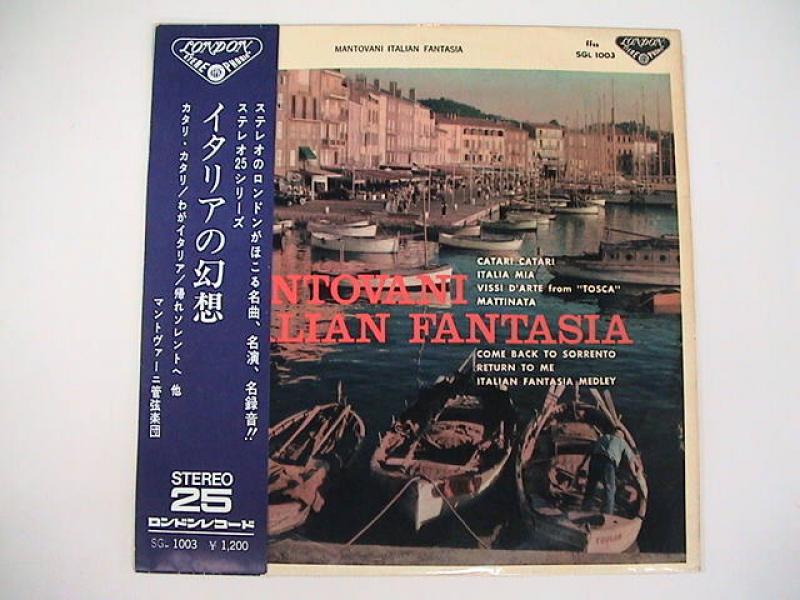 LONDON
STEREO PHONIC
ステレオのロンドンがほこる名曲、名演、名録音!!
ステレオ25シリーズ
イタリアの幻想
カタリ・カタリ/わがイタリア/帰れソレントへ 他
マントヴァーニ管弦楽団
STEREO
25
ロンドンレコード
SGL 1003 ¥ 1,200
MANTOVANI ITALIAN FANTASIA
ffss
SGL 1003
LONDON
CATARI, CATARI
ITALIA MIA
VISSI D'ARTE from "TOSCA"
MATTINATA
NTOVANI
LIAN FANTASIA
COME BACK TO SORRENTO
RETURN TO ME
ITALIAN FANTASIA MEDLEY